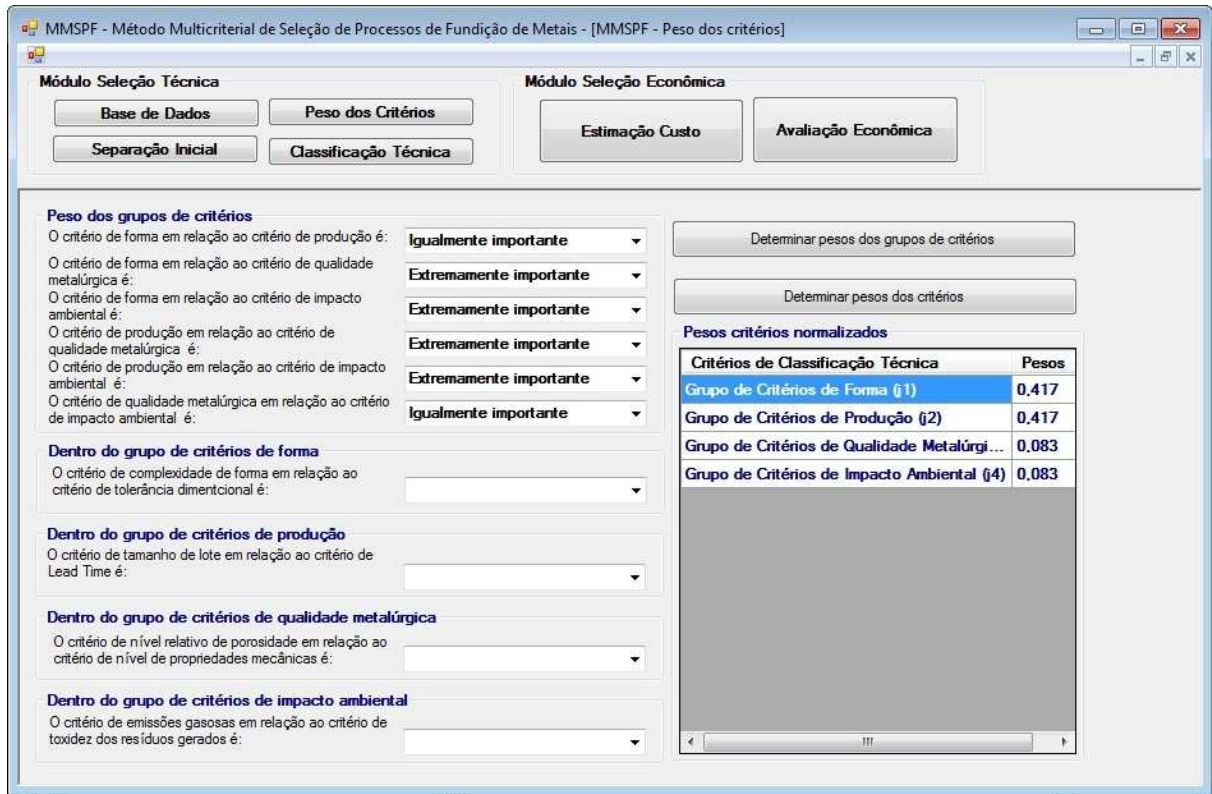 MMSPF - Método Multicriterial de Seleção de Processos de Fundição de Metais - [MMSPF - Peso dos critérios]
Módulo Seleção Técnica
Base de Dados
Peso dos Critérios
Separação Inicial
Classificação Técnica
Módulo Seleção Econômica
Estimação Custo
Avaliação Econômica
Peso dos grupos de critérios
O critério de forma em relação ao critério de produção é:
Igualmente importante
O critério de forma em relação ao critério de qualidade
metalúrgica é:
Extremamente importante
O critério de forma em relação ao critério de impacto
ambiental é:
Extremamente importante
O critério de produção em relação ao critério de
qualidade metalúrgica é:
Extremamente importante
O critério de produção em relação ao critério de impacto
ambiental é:
Extremamente importante
O critério de qualidade metalúrgica em relação ao critério
de impacto ambiental é:
Igualmente importante
Dentro do grupo de critérios de forma
O critério de complexidade de forma em relação ao
critério de tolerância dimentcional é:
Dentro do grupo de critérios de produção
O critério de tamanho de lote em relação ao critério de
Lead Time é:
Dentro do grupo de critérios de qualidade metalúrgica
O critério de nível relativo de porosidade em relação ao
critério de nível de propriedades mecânicas é:
Dentro do grupo de critérios de impacto ambiental
O critério de emissões gasosas em relação ao critério de
toxidez dos resíduos gerados é:
Determinar pesos dos grupos de critérios
Determinar pesos dos critérios
Pesos critérios normalizados
Critérios de Classificação Técnica Pesos
Grupo de Critérios de Forma (j1) 0,417
Grupo de Critérios de Produção (j2) 0,417
Grupo de Critérios de Qualidade Metalúrgi... 0,083
Grupo de Critérios de Impacto Ambiental (j4) 0,083